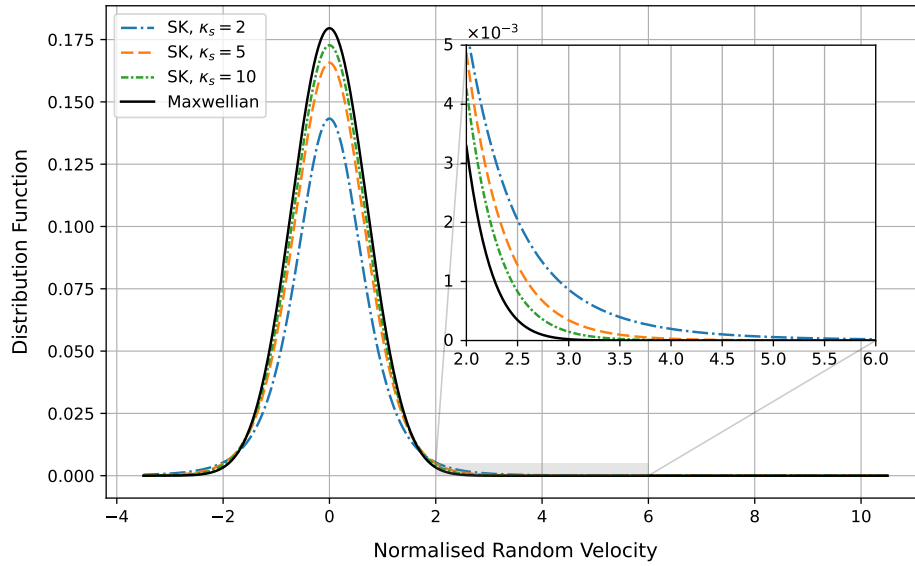 SK, κₛ = 2
SK, κₛ = 5
SK, κₛ = 10
Maxwellian
Distribution Function
0.175
0.150
0.125
0.100
0.075
0.050
0.025
0.000
−4 −2 0 2 4 6 8 10
Normalised Random Velocity
×10⁻³
5
4
3
2
1
0
2.0 2.5 3.0 3.5 4.0 4.5 5.0 5.5 6.0